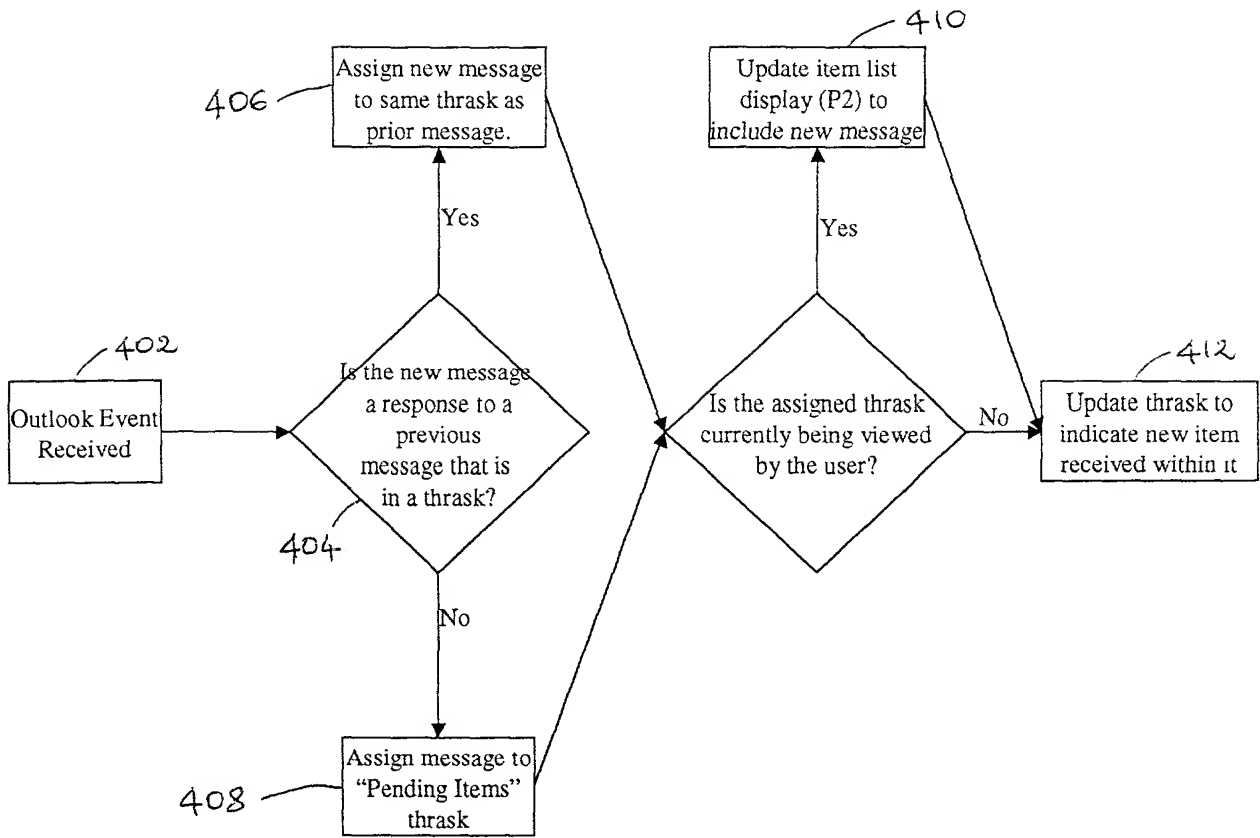 402
Outlook Event
Received
404
Is the new message
a response to a
previous
message that is
in a thrask?
Yes
406
Assign new message
to same thrask as
prior message.
No
408
Assign message to
“Pending Items”
thrask
Is the assigned thrask
currently being viewed
by the user?
Yes
410
Update item list
display (P2) to
include new message
No
412
Update thrask to
indicate new item
received within it